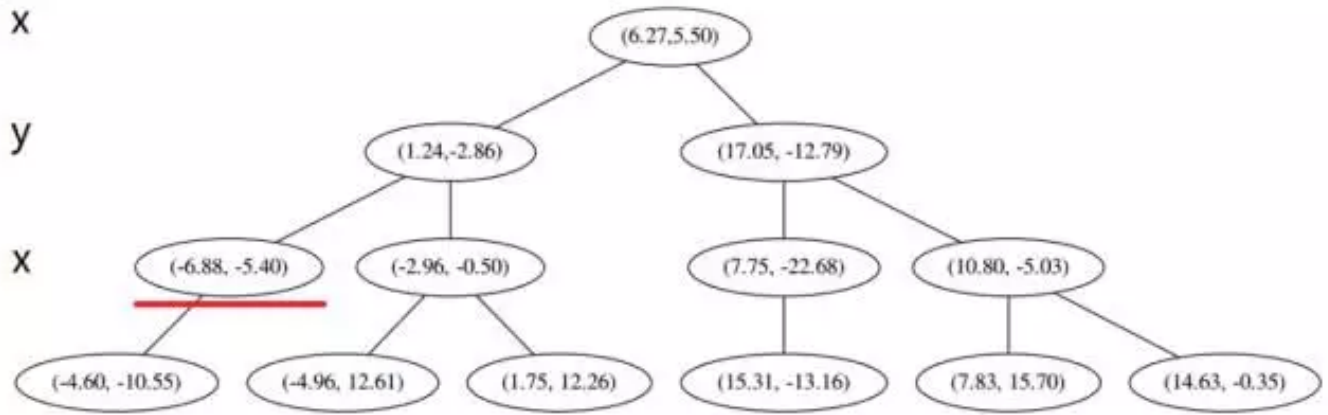 x
(6.27,5.50)
y
(1.24,-2.86) (17.05, -12.79)
x
(-6.88, -5.40) (-2.96, -0.50) (7.75, -22.68) (10.80, -5.03)
(-4.60, -10.55) (-4.96, 12.61) (1.75, 12.26) (15.31, -13.16) (7.83, 15.70) (14.63, -0.35)